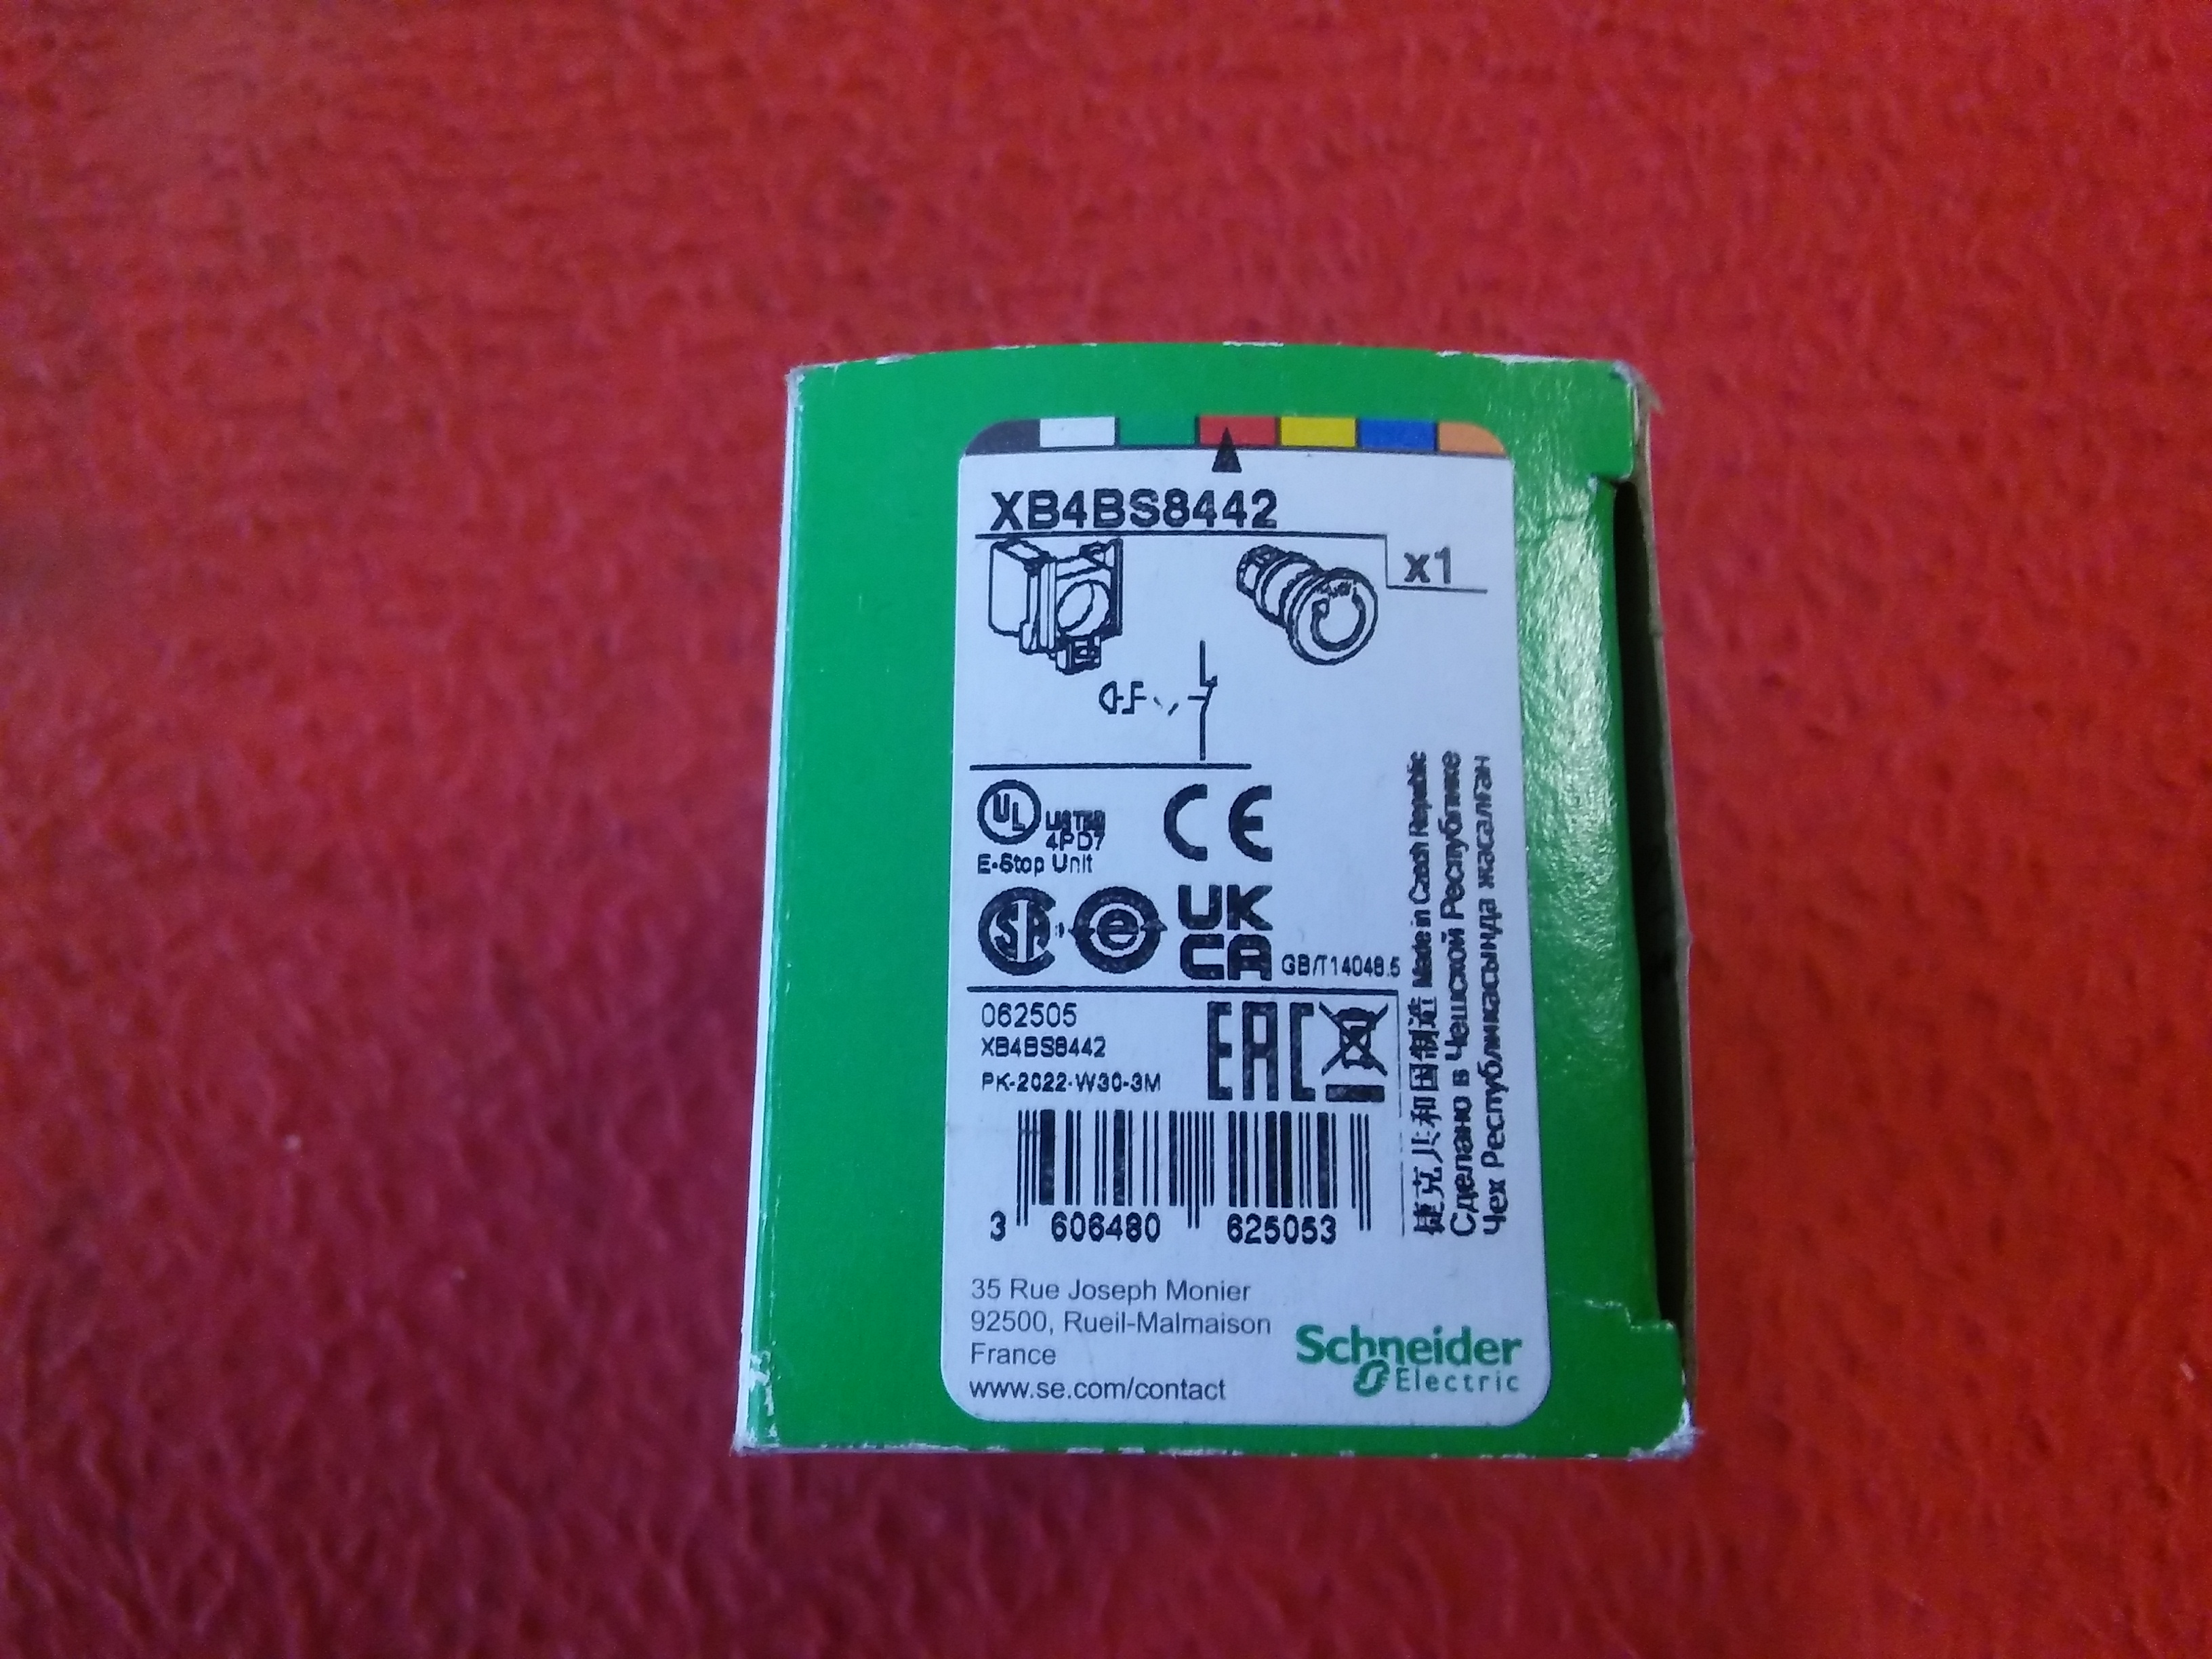 XB4BS8442
x1
UL LISTED
4PD7
E-Stop Unit
CE
UK
CA
GB/T14048.5
062505
XB4BS8442
PK-2022-W30-3M
EAC
3 606480 625053
捷克共和国制造 Made in Czech Republic
Сделано в Чешской Республике
Чех Республикасында жасалған
35 Rue Joseph Monier
92500, Rueil-Malmaison
France
www.se.com/contact
Schneider
Electric